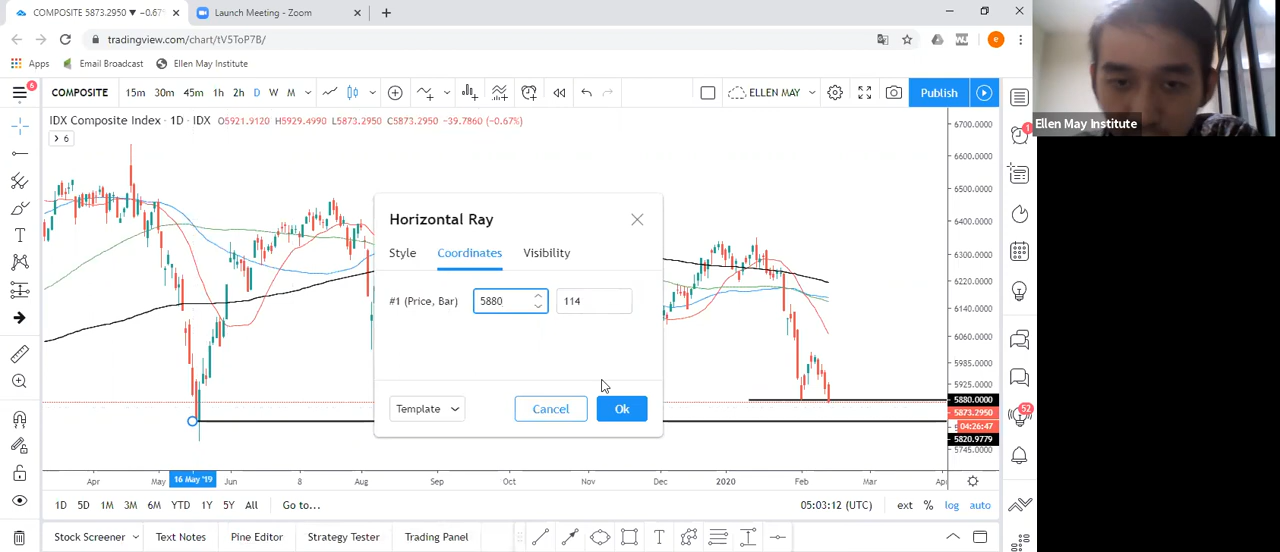 COMPOSITE 5873.2950 ▼ −0.67%
Launch Meeting - Zoom
tradingview.com/chart/tV5ToP7B/
e
Apps
Email Broadcast
Ellen May Institute
6
COMPOSITE
15m
30m
45m
1h
2h
D
W
M
ELLEN MAY
Publish
IDX Composite Index · 1D · IDX O5921.9120 H5929.4990 L5873.2950 C5873.2950 −39.7860 (−0.67%)
6
Ellen May Institute
1
6700.0000
6600.0000
6500.0000
6400.0000
6300.0000
6220.0000
6140.0000
6060.0000
5985.0000
5925.0000
5880.0000
5873.2950
04:26:47
5820.9779
5745.0000
52
Horizontal Ray
Style
Coordinates
Visibility
#1 (Price, Bar)
5880
114
Template
Cancel
Ok
Apr
May
16 May '19
Jun
8
Aug
Sep
Oct
Nov
Dec
2020
Feb
Mar
1D
5D
1M
3M
6M
YTD
1Y
5Y
All
Go to...
05:03:12 (UTC)
ext
%
log
auto
Stock Screener
Text Notes
Pine Editor
Strategy Tester
Trading Panel